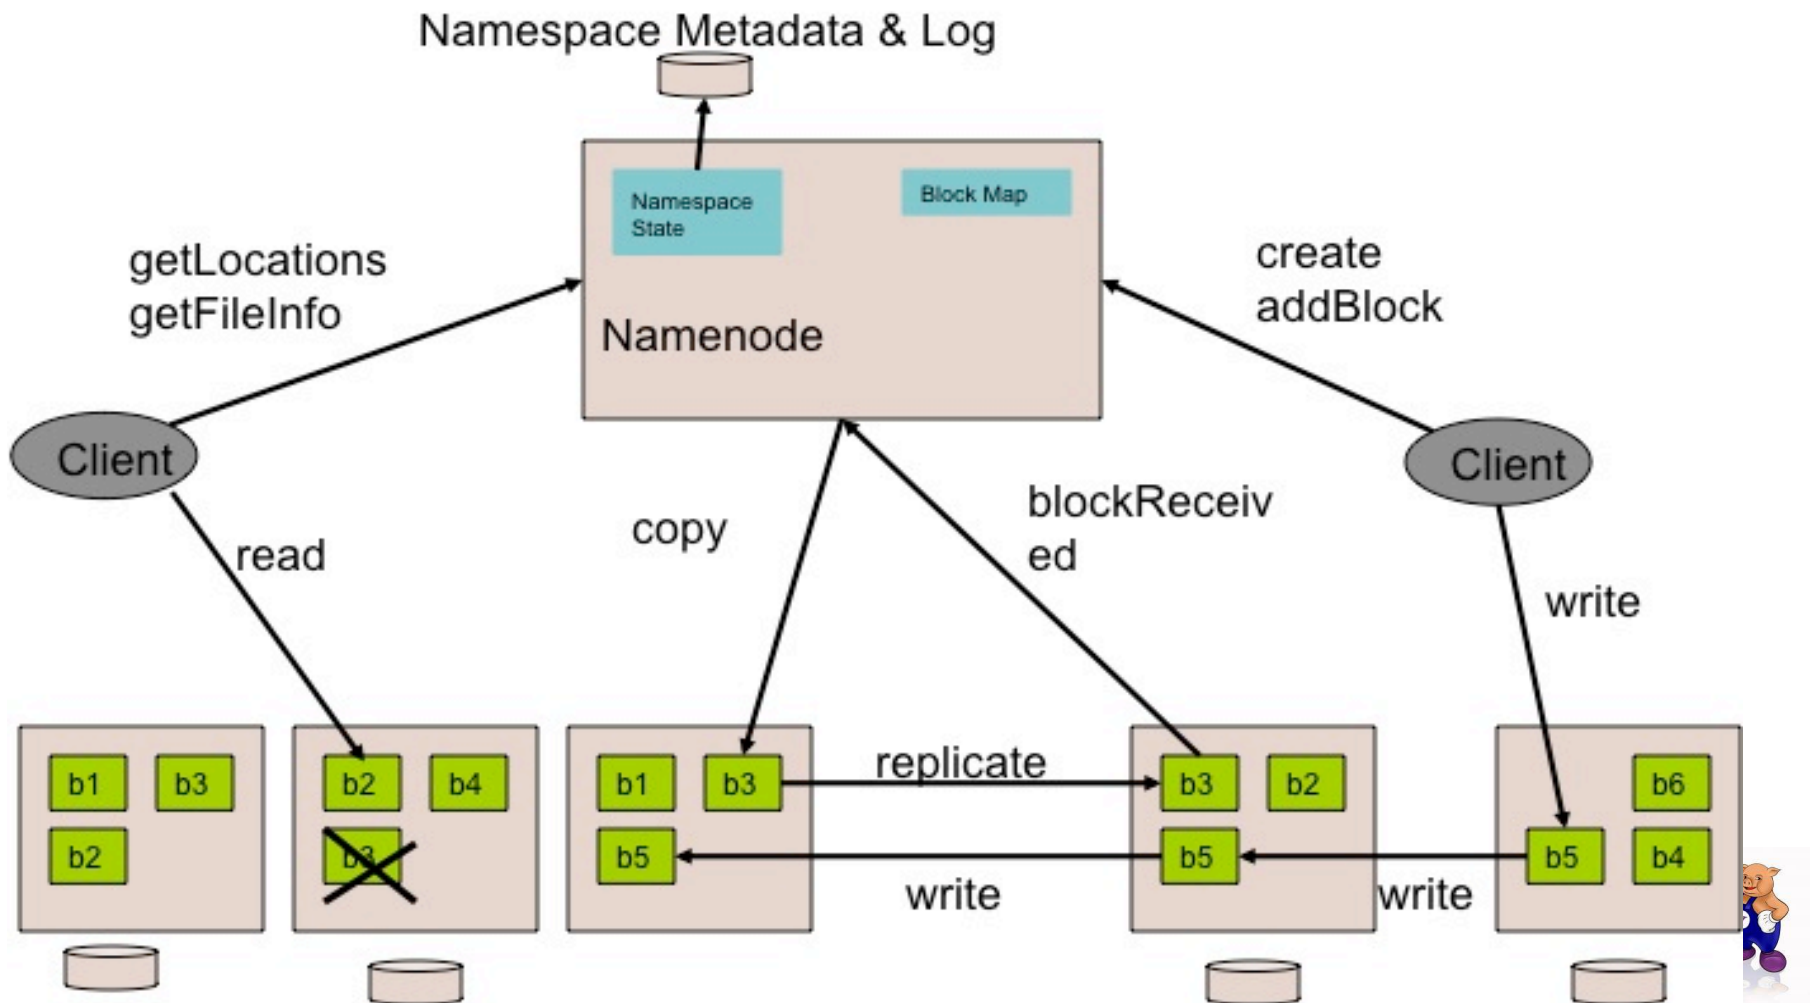 Namespace Metadata & Log
Namespace
State
Block Map
Namenode
getLocations
getFileInfo
create
addBlock
Client
Client
read
copy
blockReceiv
ed
write
replicate
write
write
b1 b3
b2
b2 b4
b3
b1 b3
b5
b3 b2
b5
b6
b5 b4